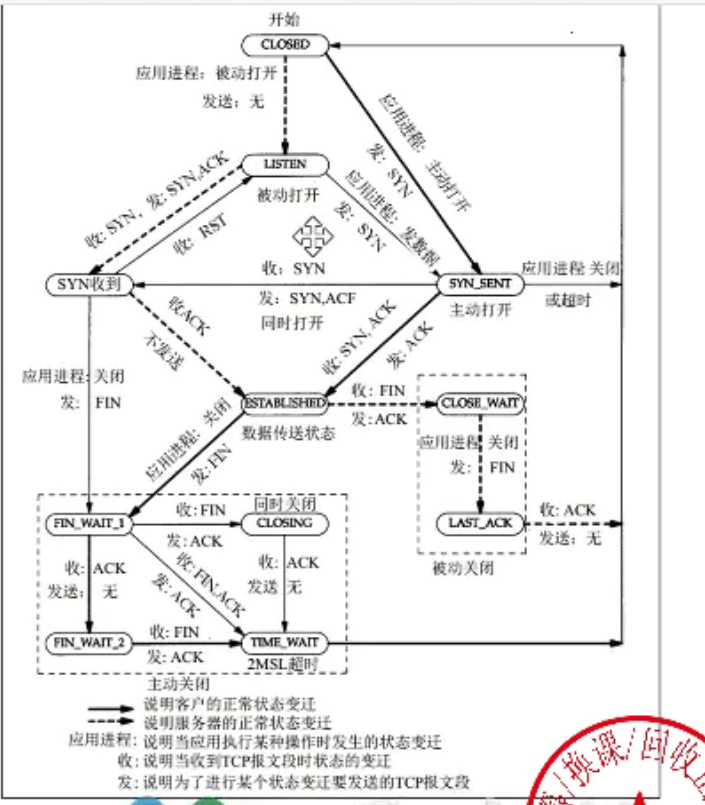 开始
CLOSED
应用进程：被动打开
发送：无
应用进程：主动打开
发：SYN
LISTEN
被动打开
收: SYN，发: SYN,ACK
收：RST
应用进程：发数据
发：SYN
SYN收到
收：SYN
发：SYN,ACF
同时打开
SYN_SENT
主动打开
应用进程:关闭
或超时
收ACK
不发送
收: SYN, ACK
发: ACK
应用进程:关闭
发: FIN
ESTABLISHED
数据传送状态
收: FIN
发:ACK
CLOSE_WAIT
应用进程:关闭
发: FIN
LAST_ACK
收: ACK
发送：无
被动关闭
应用进程：关闭
发: FIN
FIN_WAIT_1
收: FIN
发: ACK
同时关闭
CLOSING
收: ACK
发送：无
收: FIN,ACK
发: ACK
收: ACK
发送 无
FIN_WAIT_2
收: FIN
发: ACK
TIME_WAIT
2MSL超时
主动关闭
说明客户的正常状态变迁
说明服务器的正常状态变迁
应用进程: 说明当应用执行某种操作时发生的状态变迁
收: 说明当收到TCP报文段时状态的变迁
发: 说明为了进行某个状态变迁要发送的TCP报文段
/换课/回收